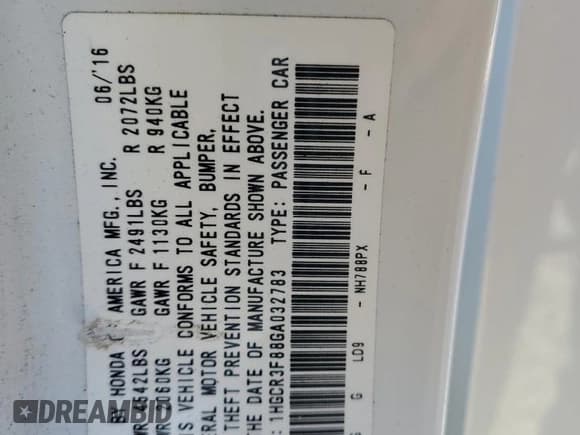 BY HONDA AMERICA MFG., INC. 06/'16
4542LBS GAWR F 2491LBS R 2072LBS
060KG GAWR F 1130KG R 940KG
VEHICLE CONFORMS TO ALL APPLICABLE
MOTOR VEHICLE SAFETY, BUMPER,
THEFT PREVENTION STANDARDS IN EFFECT
THE DATE OF MANUFACTURE SHOWN ABOVE.
1HGCR3F88GA032783 TYPE: PASSENGER CAR
G LD9 - NH788PX - F - A
DREAMBID